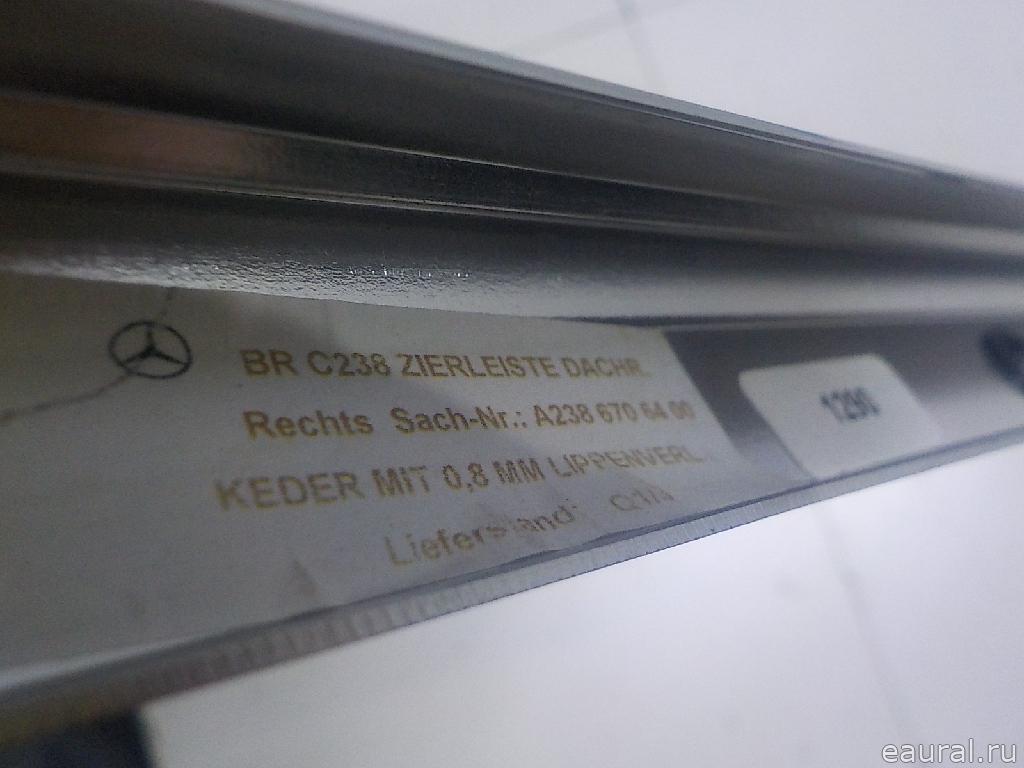 BR C238 ZIERLEISTE DACHR.
Rechts Sach-Nr.: A238 670 64 00
KEDER MIT 0,8 MM LIPPENVERL.
Lieferstand:
1290
eaural.ru